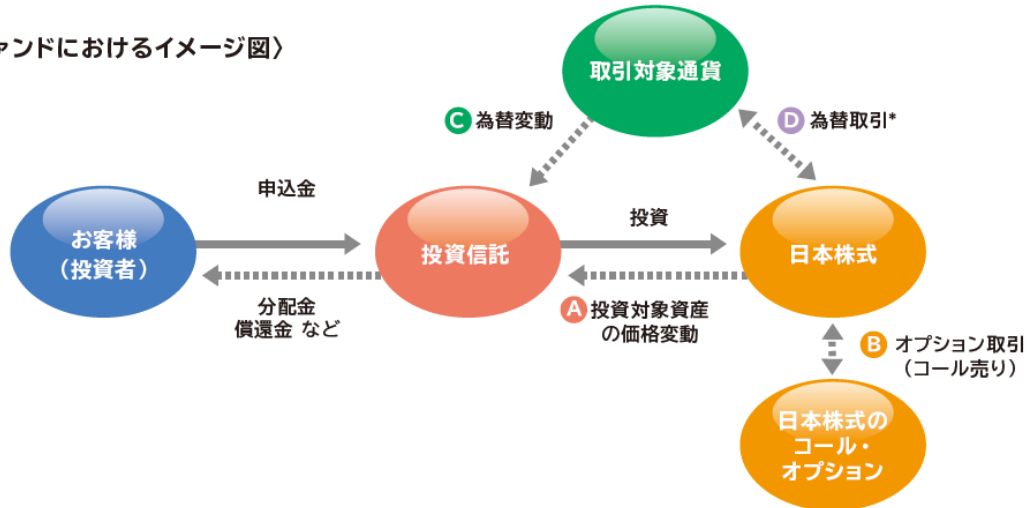 ァンドにおけるイメージ図〉
取引対象通貨
C 為替変動
D 為替取引*
申込金
投資
お客様
（投資者）
投資信託
日本株式
分配金
償還金 など
A 投資対象資産
の価格変動
B オプション取引
（コール売り）
日本株式の
コール・
オプション